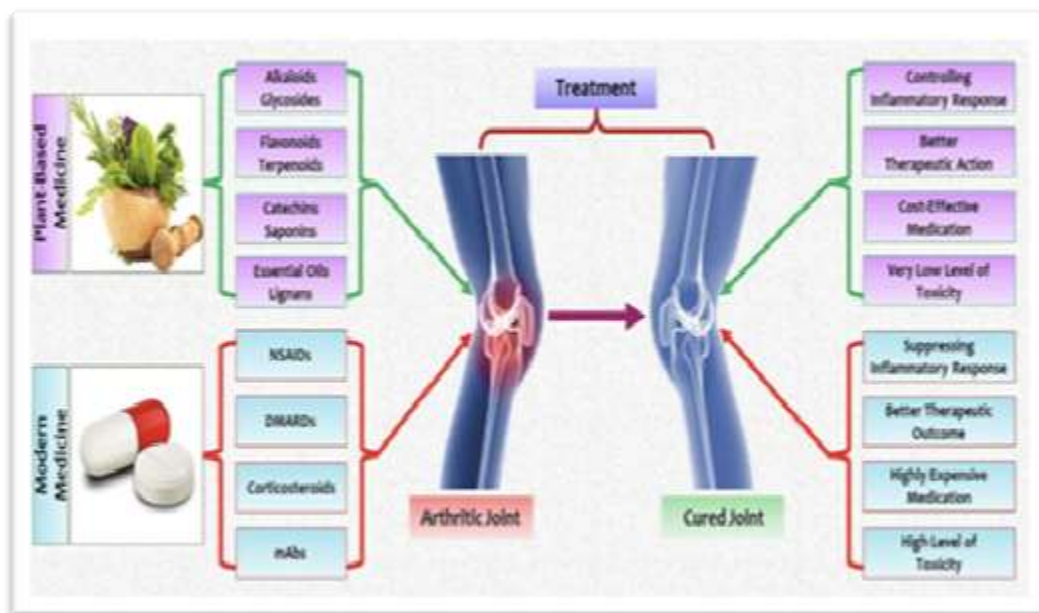 Plant-Based
Medicine
Alkaloids
Glycosides
Flavonoids
Terpenoids
Catechins
Saponins
Essential Oils
Lignans
Modern
Medicine
NSAIDs
DMARDs
Corticosteroids
mAbs
Treatment
Arthritic Joint
Cured Joint
Controlling
Inflammatory Response
Better
Therapeutic Action
Cost-Effective
Medication
Very Low Level of
Toxicity
Suppressing
Inflammatory Response
Better Therapeutic
Outcome
Highly Expensive
Medication
High Level of
Toxicity